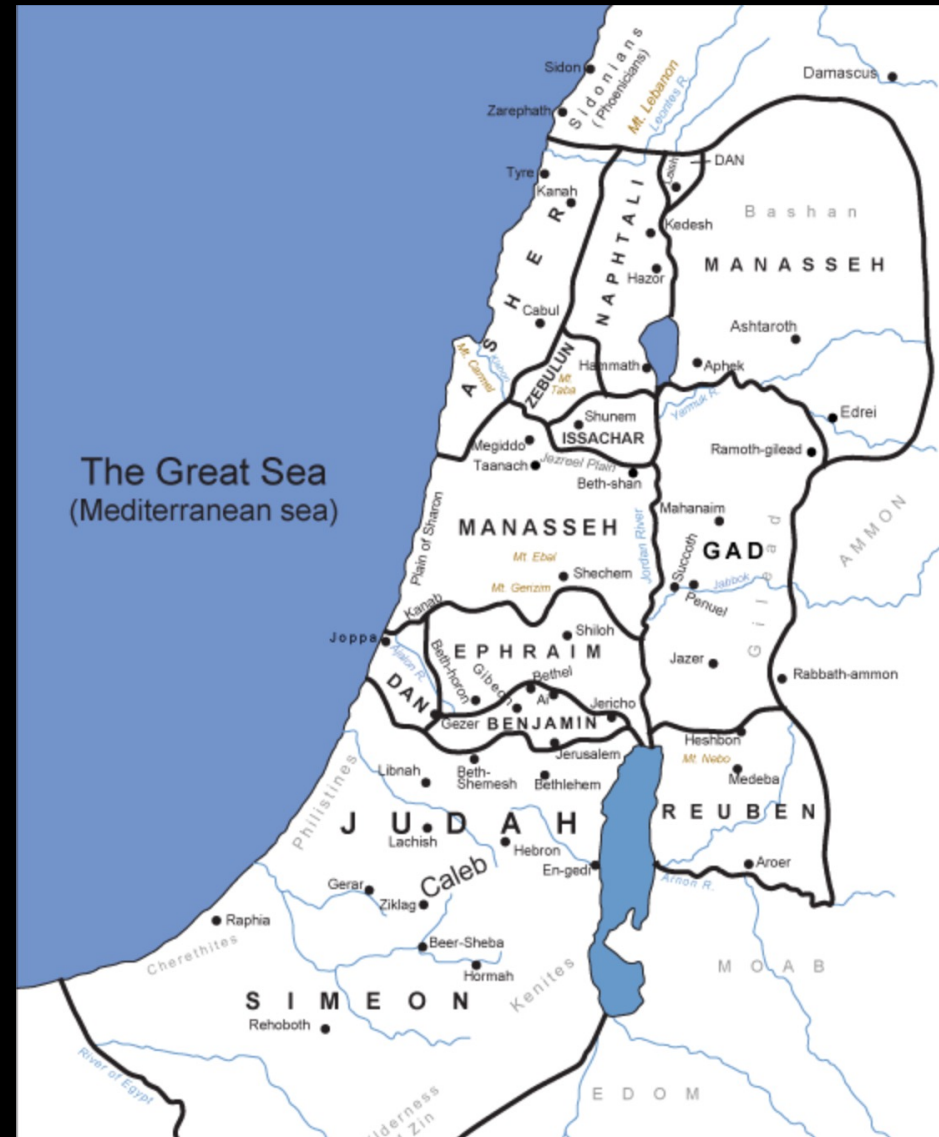 Sidon
Sidonians
(Phoenicians)
Mt. Lebanon
Leontes R.
Damascus
Zarephath
Tyre
Kanah
Laish
DAN
Kedesh
Bashan
ASHER
NAPHTALI
MANASSEH
Hazor
Cabul
Ashtaroth
Mt. Carmel
ZEBULUN
Mt.
Taba
Hammath
Aphek
Yarmuk R.
Edrei
Shunem
ISSACHAR
Megiddo
Taanach
Jezreel Plain
Beth-shan
Ramoth-gilead
The Great Sea
(Mediterranean sea)
Plain of Sharon
MANASSEH
Jordan River
Mahanaim
GAD
AMMON
Mt. Ebal
Mt. Gerizim
Shechem
Succoth
Jabbok
Penuel
Gilead
Kanab
Joppa
Ajalon R.
EPHRAIM
Shiloh
Beth-horon
Gibeon
Bethel
Ai
Jazer
Rabbath-ammon
DAN
Gezer
BENJAMIN
Jericho
Jerusalem
Heshbon
Mt. Nebo
Medeba
Philistines
Libnah
Beth-
Shemesh
Bethlehem
REUBEN
JUDAH
Lachish
Hebron
Caleb
En-gedi
Arnon R.
Aroer
Gerar
Ziklag
Raphia
Cherethites
Beer-Sheba
Hormah
Kenites
MOAB
SIMEON
Rehoboth
River of Egypt
EDOM